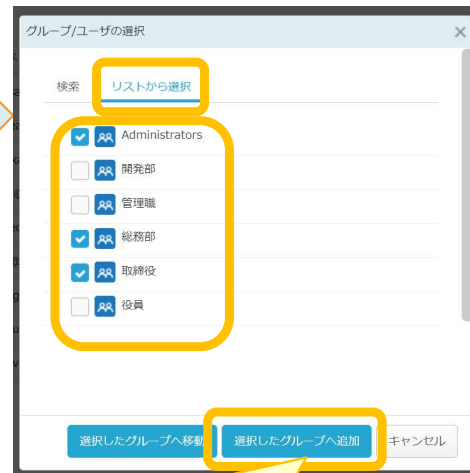 グループ/ユーザの選択 ×
検索 リストから選択
Administrators
開発部
管理職
総務部
取締役
役員
選択したグループへ移動 選択したグループへ追加 キャンセル